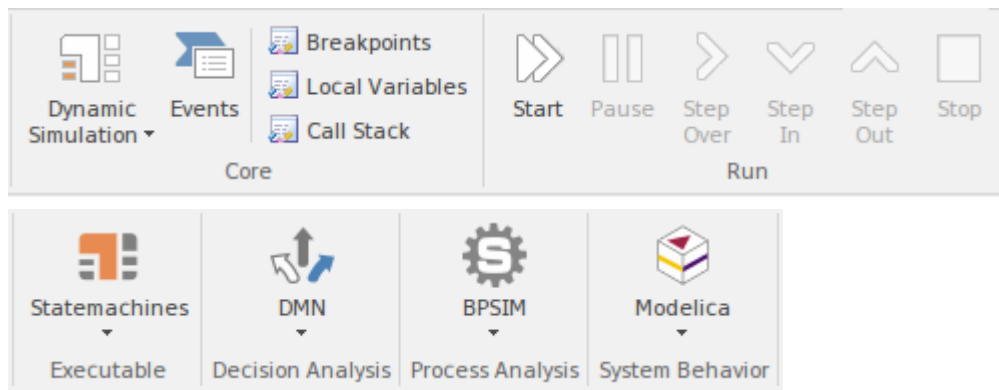 Breakpoints
Local Variables
Call Stack
Dynamic Simulation
Events
Core
Start
Pause
Step Over
Step In
Step Out
Stop
Run
Statemachines
Executable
DMN
Decision Analysis
BPSIM
Process Analysis
Modelica
System Behavior